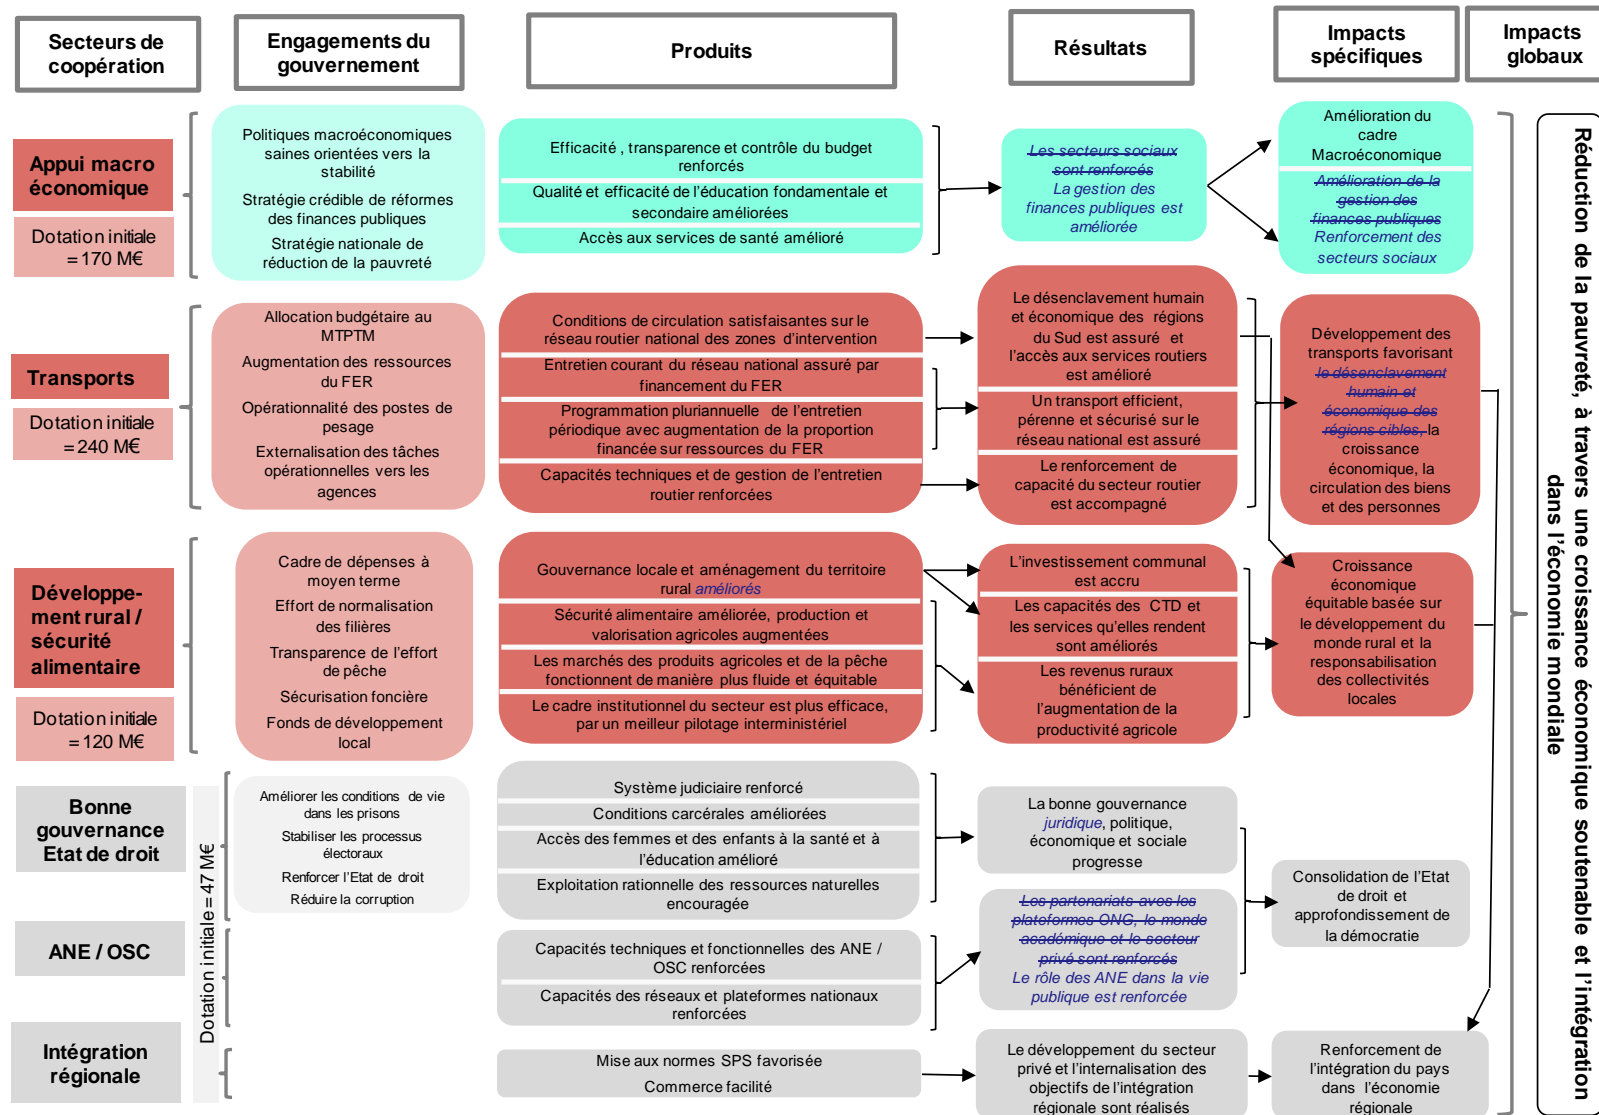 Secteurs de
coopération
Engagements du
gouvernement
Produits
Résultats
Impacts
spécifiques
Impacts
globaux
Appui macro
économique
Dotation initiale
= 170 M€
Politiques macroéconomiques
saines orientées vers la
stabilité
Stratégie crédible de réformes
des finances publiques
Stratégie nationale de
réduction de la pauvreté
Efficacité , transparence et contrôle du budget
renforcés
Qualité et efficacité de l'éducation fondamentale et
secondaire améliorées
Accès aux services de santé amélioré
Les secteurs sociaux
sont renforcés
La gestion des
finances publiques est
améliorée
Amélioration du
cadre
Macroéconomique
Amélioration de la
gestion des
finances publiques
Renforcement des
secteurs sociaux
Transports
Dotation initiale
= 240 M€
Allocation budgétaire au
MTPTM
Augmentation des ressources
du FER
Opérationnalité des postes de
pesage
Externalisation des tâches
opérationnelles vers les
agences
Conditions de circulation satisfaisantes sur le
réseau routier national des zones d'intervention
Entretien courant du réseau national assuré par
financement du FER
Programmation pluriannuelle de l'entretien
périodique avec augmentation de la proportion
financée sur ressources du FER
Capacités techniques et de gestion de l'entretien
routier renforcées
Le désenclavement humain
et économique des régions
du Sud est assuré et
l'accès aux services routiers
est amélioré
Un transport efficient,
pérenne et sécurisé sur le
réseau national est assuré
Le renforcement de
capacité du secteur routier
est accompagné
Développement des
transports favorisant
le désenclavement
humain et
économique des
régions cibles, la
croissance
économique, la
circulation des biens
et des personnes
Développe-
ment rural /
sécurité
alimentaire
Dotation initiale
= 120 M€
Cadre de dépenses à
moyen terme
Effort de normalisation
des filières
Transparence de l'effort
de pêche
Sécurisation foncière
Fonds de développement
local
Gouvernance locale et aménagement du territoire
rural améliorés
Sécurité alimentaire améliorée, production et
valorisation agricoles augmentées
Les marchés des produits agricoles et de la pêche
fonctionnent de manière plus fluide et équitable
Le cadre institutionnel du secteur est plus efficace,
par un meilleur pilotage interministériel
L'investissement communal
est accru
Les capacités des CTD et
les services qu'elles rendent
sont améliorés
Les revenus ruraux
bénéficient de
l'augmentation de la
productivité agricole
Croissance
économique
équitable basée sur
le développement du
monde rural et la
responsabilisation
des collectivités
locales
Bonne
gouvernance
Etat de droit
ANE / OSC
Intégration
régionale
Dotation initiale = 47 M€
Améliorer les conditions de vie
dans les prisons
Stabiliser les processus
électoraux
Renforcer l'Etat de droit
Réduire la corruption
Système judiciaire renforcé
Conditions carcérales améliorées
Accès des femmes et des enfants à la santé et à
l'éducation amélioré
Exploitation rationnelle des ressources naturelles
encouragée
Capacités techniques et fonctionnelles des ANE /
OSC renforcées
Capacités des réseaux et plateformes nationaux
renforcées
Mise aux normes SPS favorisée
Commerce facilité
La bonne gouvernance
juridique, politique,
économique et sociale
progresse
Les partenariats aves les
plateformes ONG, le monde
académique et le secteur
privé sont renforcés
Le rôle des ANE dans la vie
publique est renforcée
Le développement du secteur
privé et l'internalisation des
objectifs de l'intégration
régionale sont réalisés
Consolidation de l'Etat
de droit et
approfondissement de
la démocratie
Renforcement de
l'intégration du pays
dans l'économie
régionale
Réduction de la pauvreté, à travers une croissance économique soutenable et l'intégration
dans l'économie mondiale